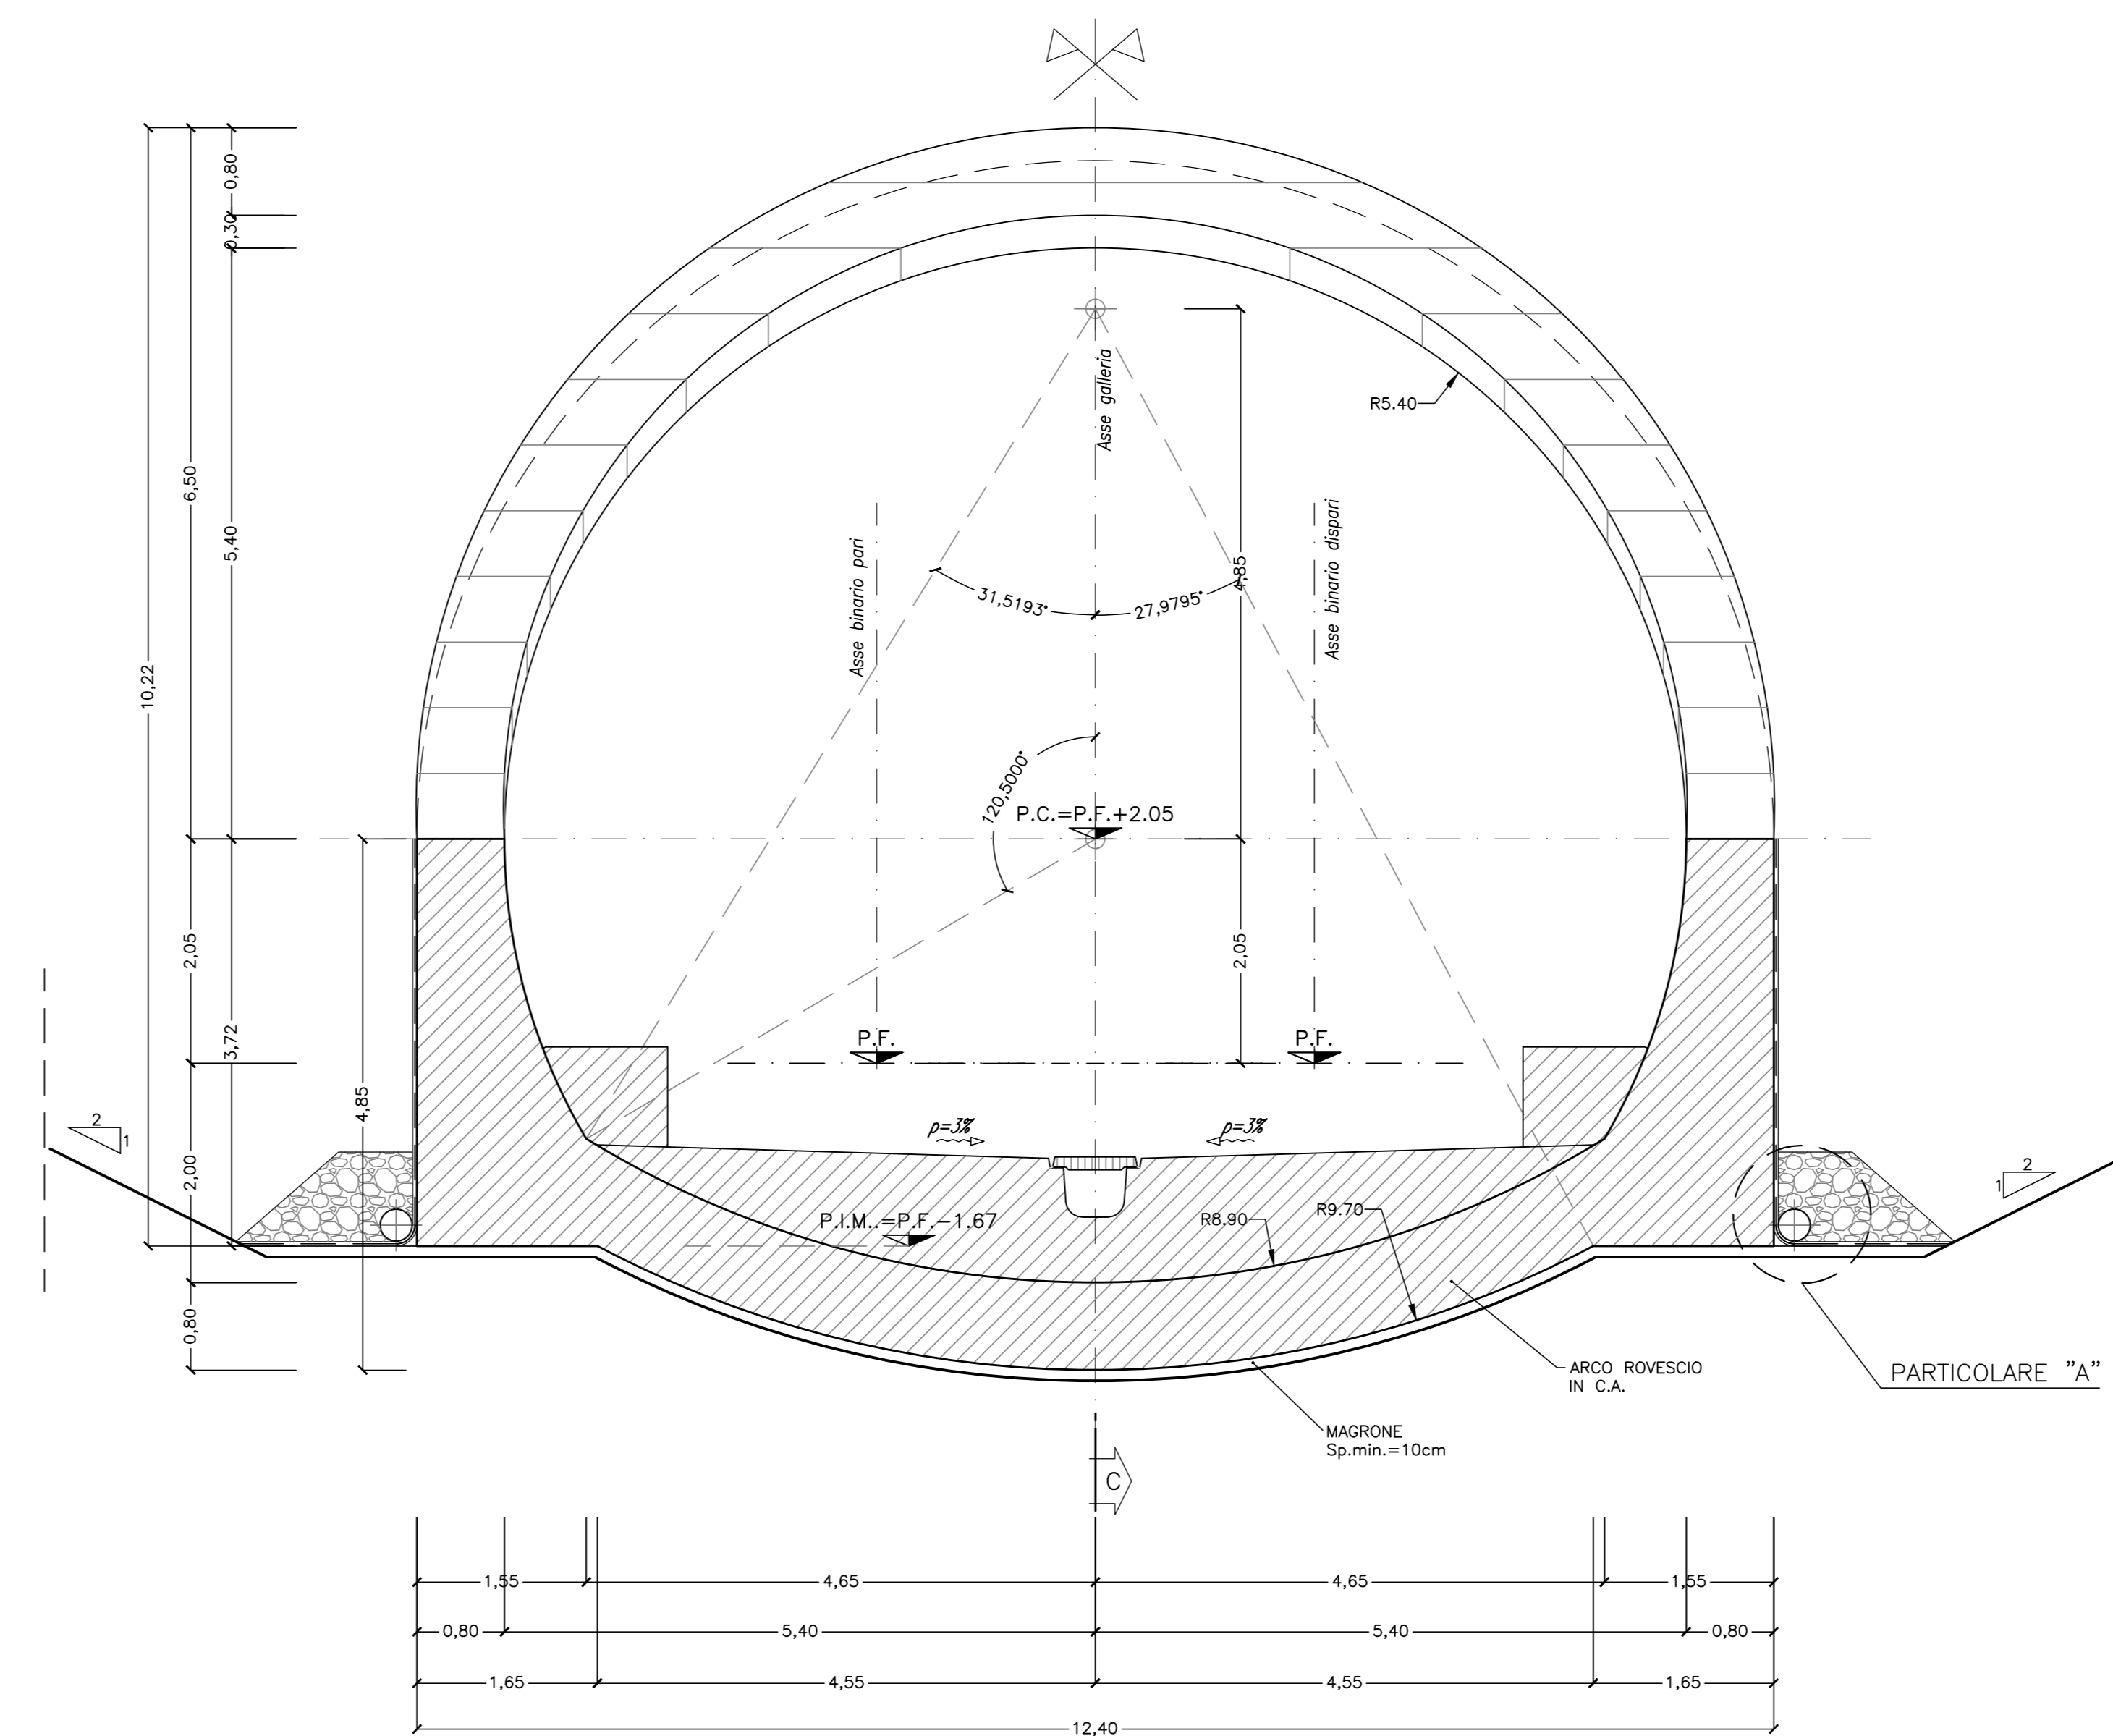 0,80
0,30
6,50
5,40
10,22
2,05
3,72
4,85
2,00
0,80
Asse galleria
R5.40
4,85
31,5193°
27,9795°
Asse binario pari
Asse binario dispari
120,5000°
P.C.=P.F.+2.05
2,05
P.F.
P.F.
p=3%
p=3%
2
1
2
1
P.I.M..=P.F.-1.67
R8.90
R9.70
ARCO ROVESCIO
IN C.A.
PARTICOLARE "A"
MAGRONE
Sp.min.=10cm
C
1,55
4,65
4,65
1,55
0,80
5,40
5,40
0,80
1,65
4,55
4,55
1,65
12,40